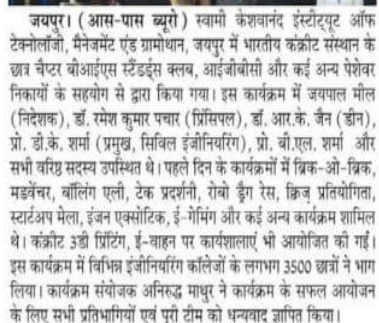 जयपुर। (आस-पास ब्यूरो) स्वामी केशवानंद इंस्टीट्यूट ऑफ
टेक्नोलॉजी, मैनेजमेंट एंड ग्रामोथान, जयपुर में भारतीय कंक्रीट संस्थान के
छात्र चैप्टर बीआईएस स्टैंडर्ड्स क्लब, आईजीबीसी और कई अन्य पेशेवर
निकायों के सहयोग से द्वारा किया गया। इस कार्यक्रम में जयपाल मील
(निदेशक), डॉ. रमेश कुमार पचार (प्रिंसिपल), डॉ. आर.के. जैन (डीन),
प्रो. डी.के. शर्मा (प्रमुख, सिविल इंजीनियरिंग), प्रो. बी.एल. शर्मा और
सभी वरिष्ठ सदस्य उपस्थित थे। पहले दिन के कार्यक्रमों में ब्रिक-ओ-ब्रिक,
मडवेंचर, बॉलिंग एली, टेक प्रदर्शनी, रोबो ड्रैग रेस, क्रिज् प्रतियोगिता,
स्टार्टअप मेला, इंजन एक्सोटिक, ई-गेमिंग और कई अन्य कार्यक्रम शामिल
थे। कंक्रीट 3डी प्रिंटिंग, ई-वाहन पर कार्यशालाएं भी आयोजित की गईं।
इस कार्यक्रम में विभिन्न इंजीनियरिंग कॉलेजों के लगभग 3500 छात्रों ने भाग
लिया। कार्यक्रम संयोजक अनिरुद्ध माथुर ने कार्यक्रम के सफल आयोजन
के लिए सभी प्रतिभागियों एवं पूरी टीम को धन्यवाद ज्ञापित किया।